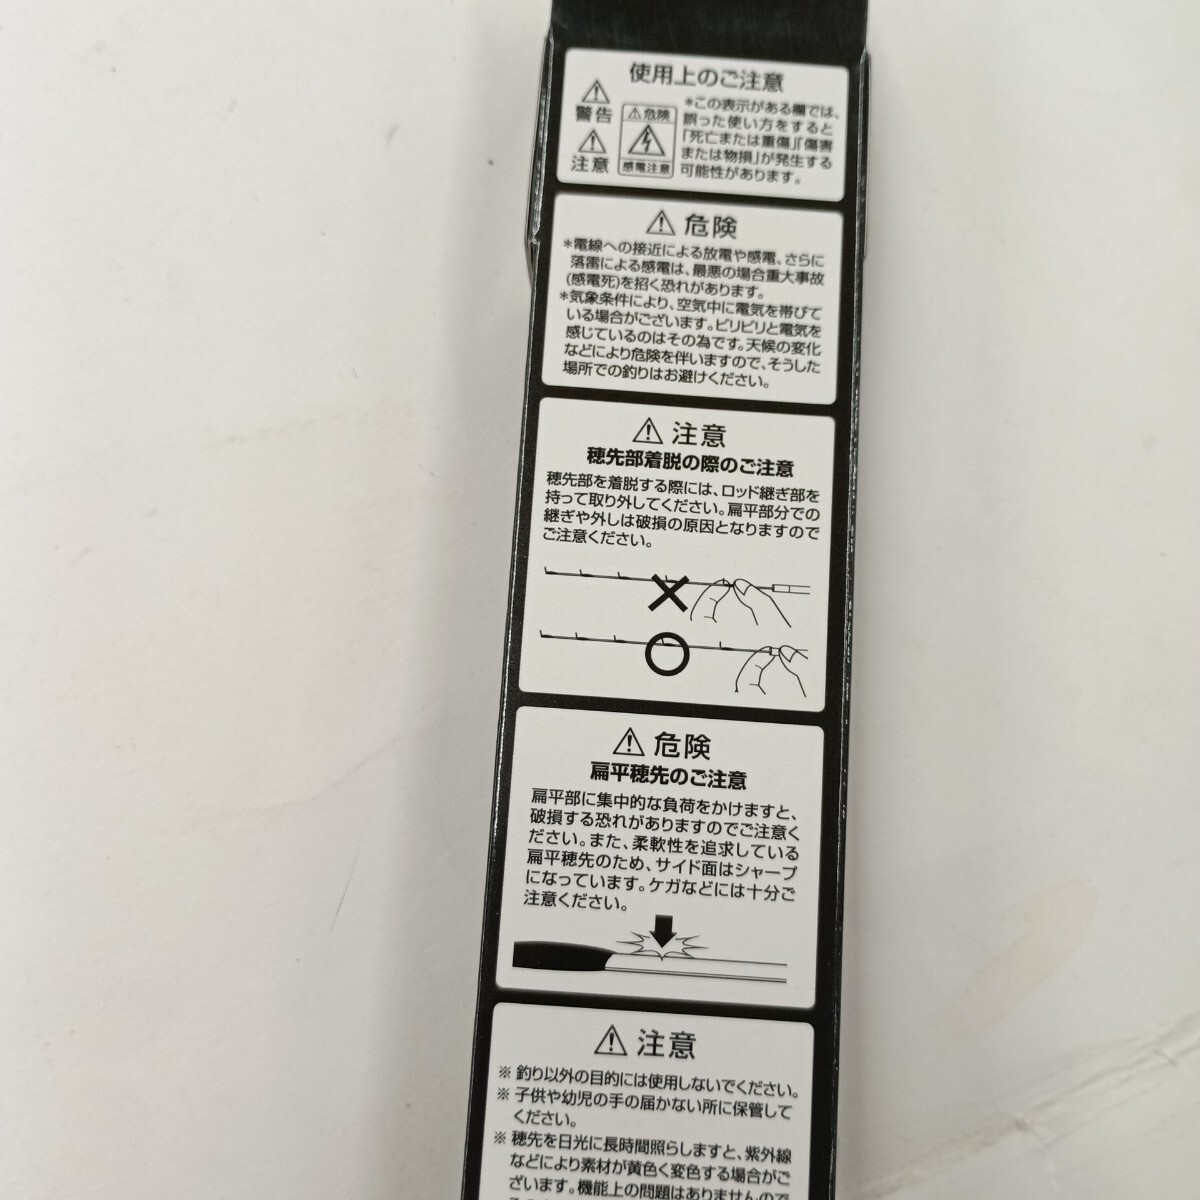 使用上のご注意
⚠警告
⚠注意
⚠危険
感電注意
*この表示がある欄では、
誤った使い方をすると
「死亡または重傷」「傷害
または物損」が発生する
可能性があります。
⚠危険
*電線への接近による放電や感電、さらに
落雷による感電は、最悪の場合重大事故
(感電死)を招く恐れがあります。
*気象条件により、空気中に電気を帯びて
いる場合がございます。ビリビリと電気を
感じているのはその為です。天候の変化
などにより危険を伴いますので、そうした
場所での釣りはお避けください。
⚠注意
穂先部着脱の際のご注意
穂先部を着脱する際には、ロッド継ぎ部を
持って取り外してください。扁平部分での
継ぎや外しは破損の原因となりますので
ご注意ください。
⚠危険
扁平穂先のご注意
扁平部に集中的な負荷をかけますと、
破損する恐れがありますのでご注意く
ださい。また、柔軟性を追求している
扁平穂先のため、サイド面はシャープ
になっています。ケガなどには十分ご
注意ください。
⚠注意
※釣り以外の目的には使用しないでください。
※子供や幼児の手の届かない所に保管して
ください。
※穂先を日光に長時間照らしますと、紫外線
などにより素材が黄色く変色する場合がご
ざいます。機能上の問題はありませんので